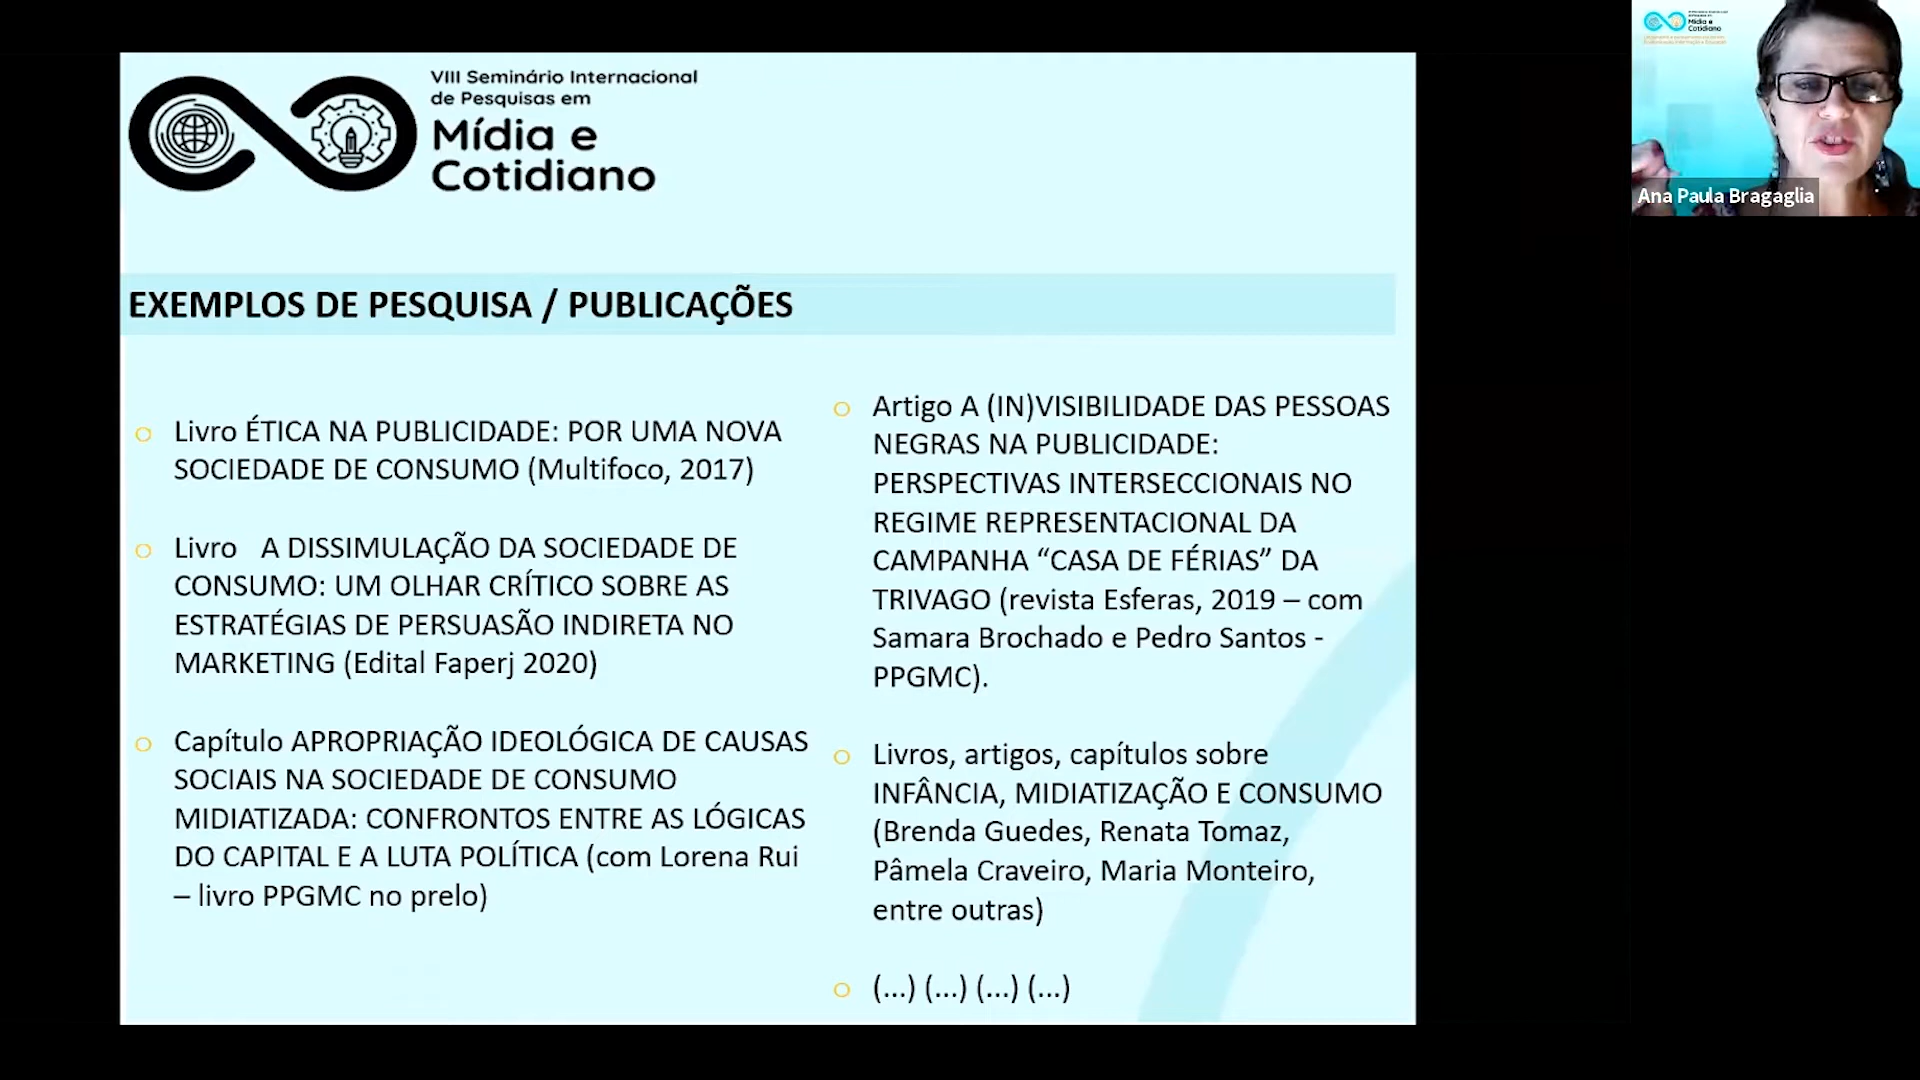 VIII Seminário Internacional
de Pesquisas em
Mídia e
Cotidiano
EXEMPLOS DE PESQUISA / PUBLICAÇÕES
Livro ÉTICA NA PUBLICIDADE: POR UMA NOVA
SOCIEDADE DE CONSUMO (Multifoco, 2017)
Livro A DISSIMULAÇÃO DA SOCIEDADE DE
CONSUMO: UM OLHAR CRÍTICO SOBRE AS
ESTRATÉGIAS DE PERSUASÃO INDIRETA NO
MARKETING (Edital Faperj 2020)
Capítulo APROPRIAÇÃO IDEOLÓGICA DE CAUSAS
SOCIAIS NA SOCIEDADE DE CONSUMO
MIDIATIZADA: CONFRONTOS ENTRE AS LÓGICAS
DO CAPITAL E A LUTA POLÍTICA (com Lorena Rui
– livro PPGMC no prelo)
Artigo A (IN)VISIBILIDADE DAS PESSOAS
NEGRAS NA PUBLICIDADE:
PERSPECTIVAS INTERSECCIONAIS NO
REGIME REPRESENTACIONAL DA
CAMPANHA “CASA DE FÉRIAS” DA
TRIVAGO (revista Esferas, 2019 – com
Samara Brochado e Pedro Santos -
PPGMC).
Livros, artigos, capítulos sobre
INFÂNCIA, MIDIATIZAÇÃO E CONSUMO
(Brenda Guedes, Renata Tomaz,
Pâmela Craveiro, Maria Monteiro,
entre outras)
(...) (...) (...) (...)
Mídia e
Cotidiano
Ana Paula Bragaglia